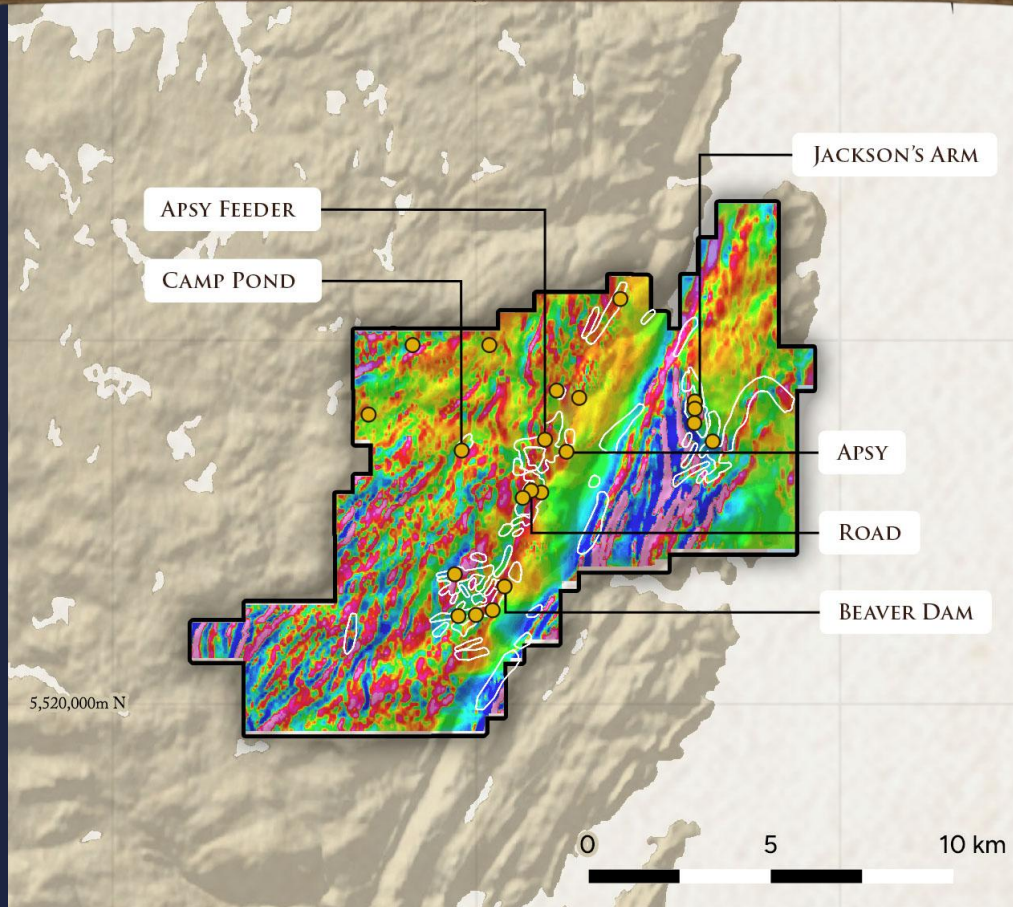 JACKSON'S ARM
APSY FEEDER
CAMP POND
APSY
ROAD
BEAVER DAM
5,520,000m N
0 5 10 km